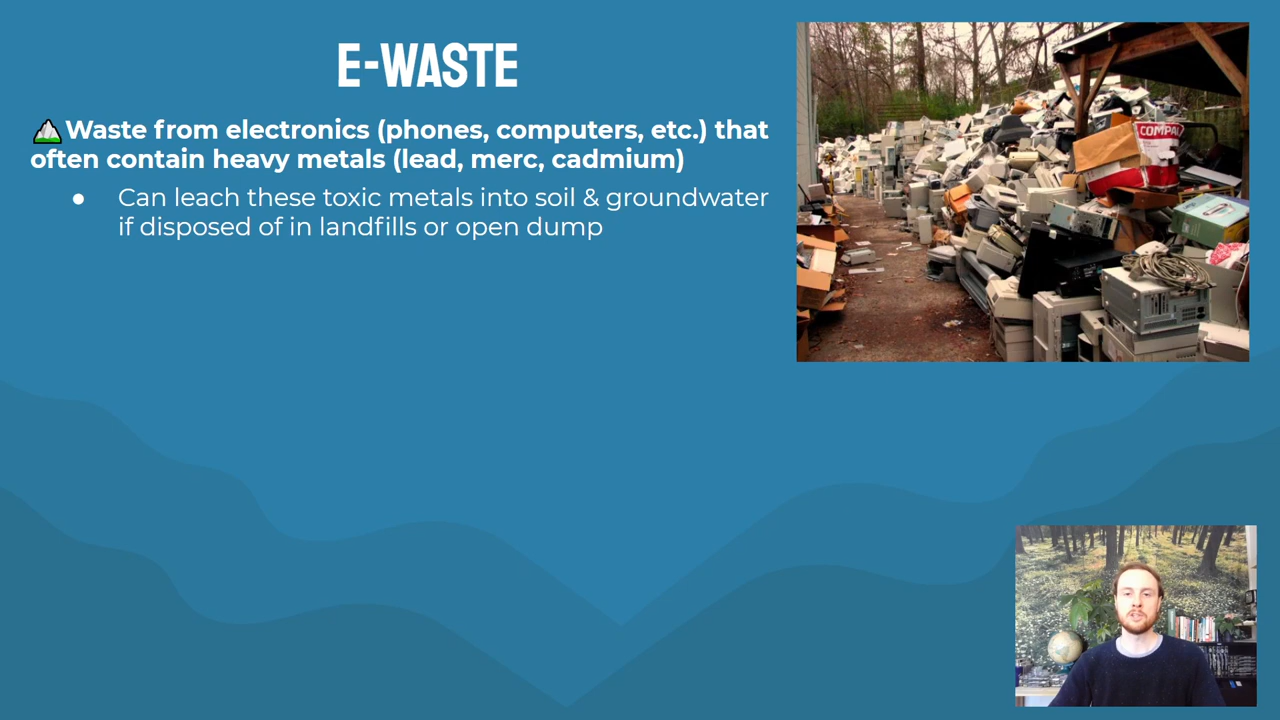 E-WASTE
Waste from electronics (phones, computers, etc.) that
often contain heavy metals (lead, merc, cadmium)
● Can leach these toxic metals into soil & groundwater
if disposed of in landfills or open dump
COMPA